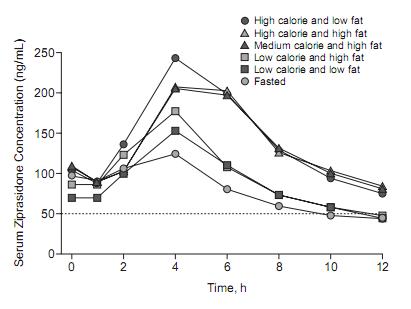 High calorie and low fat
High calorie and high fat
Medium calorie and high fat
Low calorie and high fat
Low calorie and low fat
Fasted
Serum Ziprasidone Concentration (ng/mL)
250
200
150
100
50
0
0 2 4 6 8 10 12
Time, h